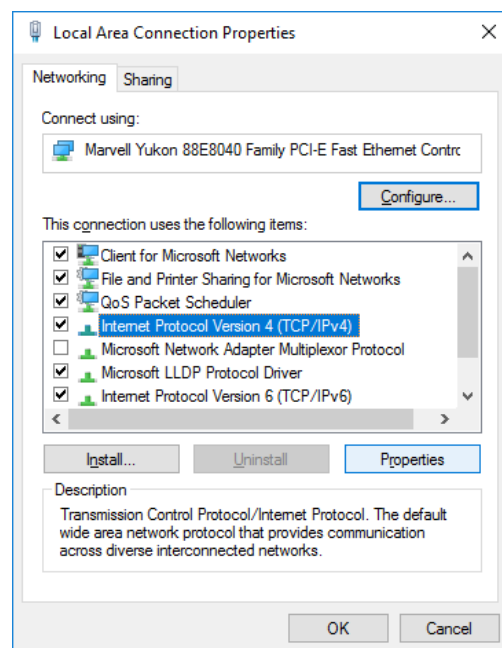 Local Area Connection Properties
Networking Sharing
Connect using:
Marvell Yukon 88E8040 Family PCI-E Fast Ethernet Contrc
Configure...
This connection uses the following items:
Client for Microsoft Networks
File and Printer Sharing for Microsoft Networks
QoS Packet Scheduler
Internet Protocol Version 4 (TCP/IPv4)
Microsoft Network Adapter Multiplexor Protocol
Microsoft LLDP Protocol Driver
Internet Protocol Version 6 (TCP/IPv6)
Install... Uninstall Properties
Description
Transmission Control Protocol/Internet Protocol. The default
wide area network protocol that provides communication
across diverse interconnected networks.
OK Cancel